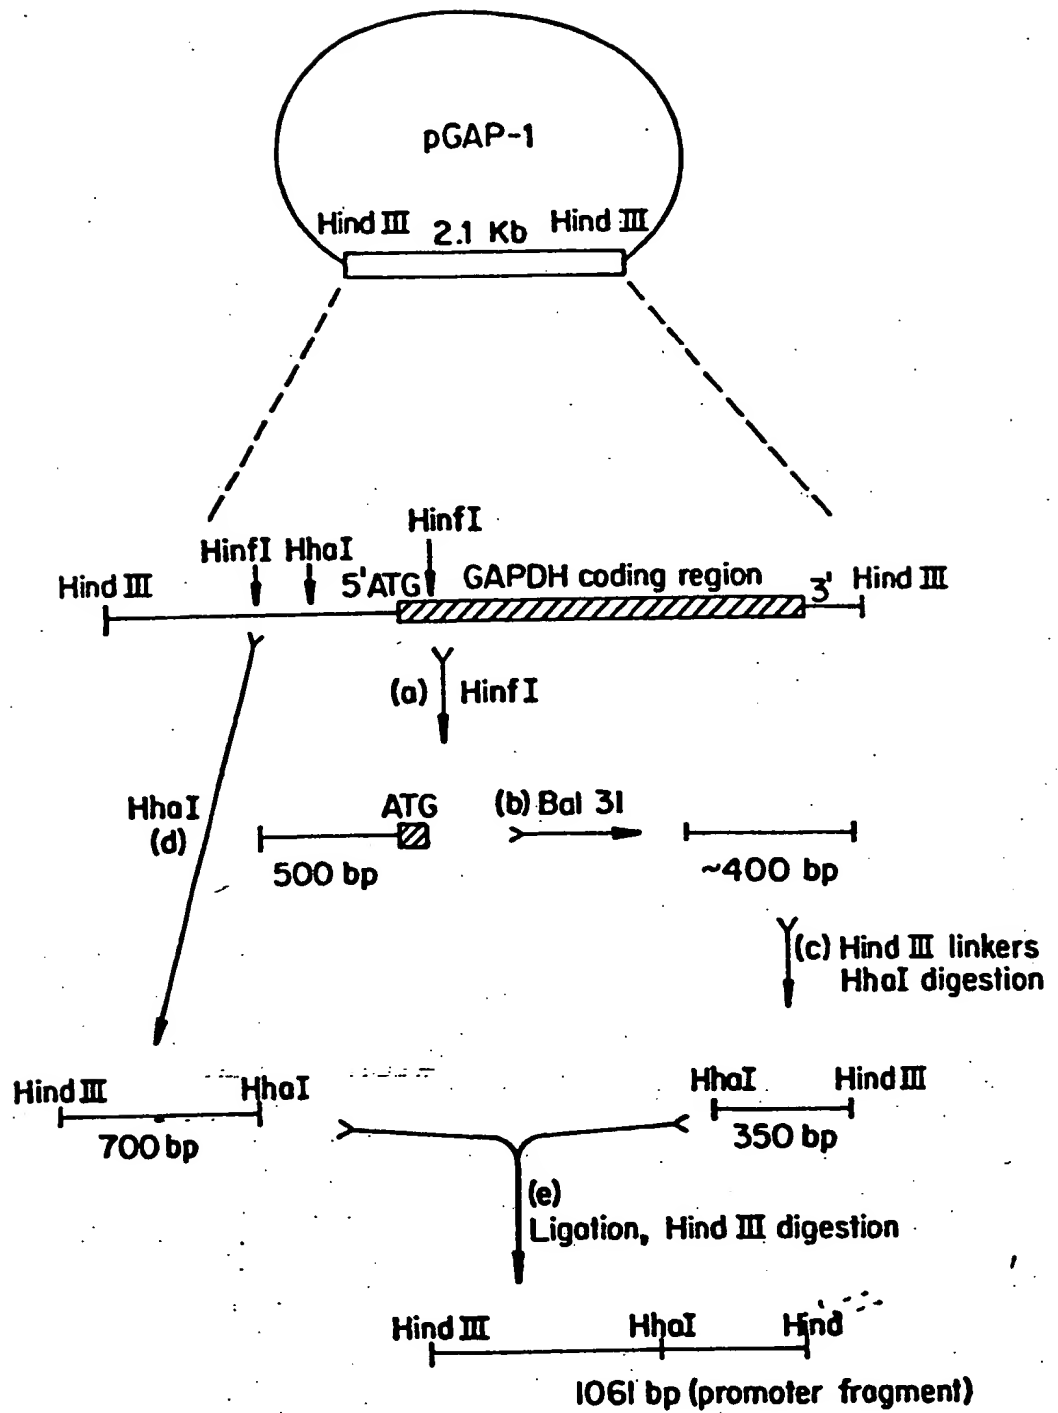 pGAP-1
Hind III 2.1 Kb Hind III
HinfI
HinfI HhaI
Hind III 5'ATG GAPDH coding region 3' Hind III
(a) HinfI
HhaI
(d)
ATG
500 bp
(b) Bal 31
~400 bp
(c) Hind III linkers
HhaI digestion
Hind III HhaI
700 bp
HhaI Hind III
350 bp
(e)
Ligation, Hind III digestion
Hind III HhaI Hind
1061 bp (promoter fragment)